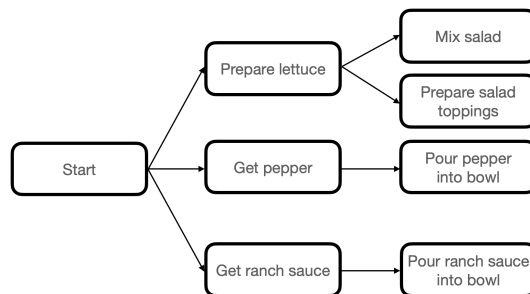 Mix salad
Prepare lettuce
Prepare salad
toppings
Start
Get pepper
Pour pepper
into bowl
Get ranch sauce
Pour ranch sauce
into bowl